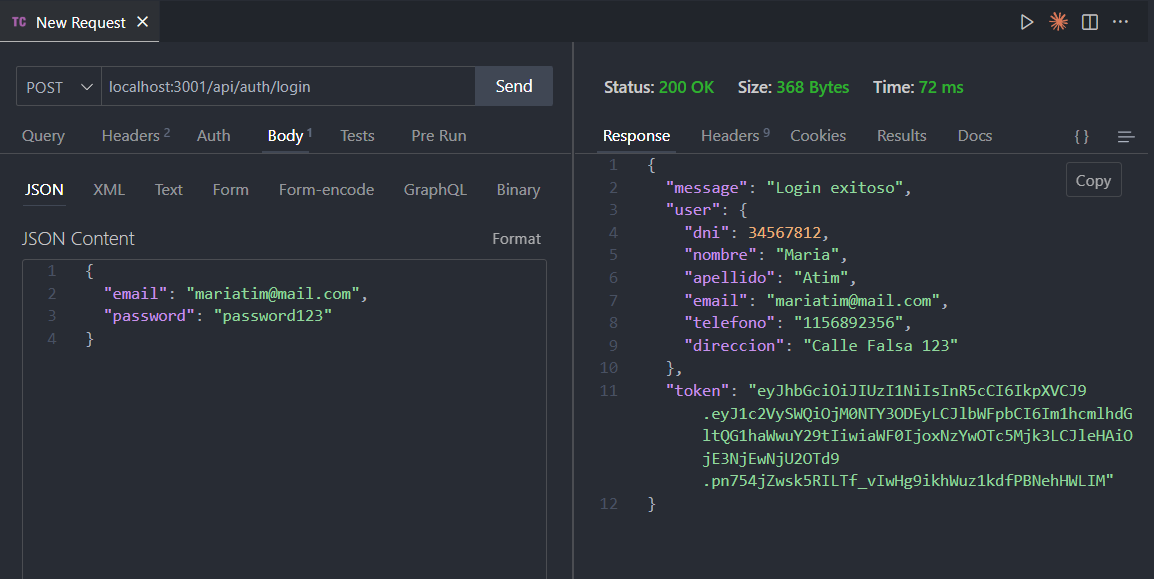 TC New Request
POST localhost:3001/api/auth/login Send
Query Headers 2 Auth Body 1 Tests Pre Run
JSON XML Text Form Form-encode GraphQL Binary
JSON Content Format
1 {
2 "email": "mariatim@mail.com",
3 "password": "password123"
4 }
Status: 200 OK Size: 368 Bytes Time: 72 ms
Response Headers 9 Cookies Results Docs { }
Copy
1 {
2 "message": "Login exitoso",
3 "user": {
4 "dni": 34567812,
5 "nombre": "Maria",
6 "apellido": "Atim",
7 "email": "mariatim@mail.com",
8 "telefono": "1156892356",
9 "direccion": "Calle Falsa 123"
10 },
11 "token": "eyJhbGciOiJIUzI1NiIsInR5cCI6IkpXVCJ9
.eyJ1c2VySWQiOjM0NTY3ODEyLCJlbWFpbCI6Im1hcmlhdG
ltQG1haWwuY29tIiwiaWF0IjoxNzYwOTc5Mjk3LCJleHAiO
jE3NjEwNjU2OTd9
.pn754jZwsk5RILTf_vIwHg9ikhWuz1kdfPBNehHWLIM"
12 }